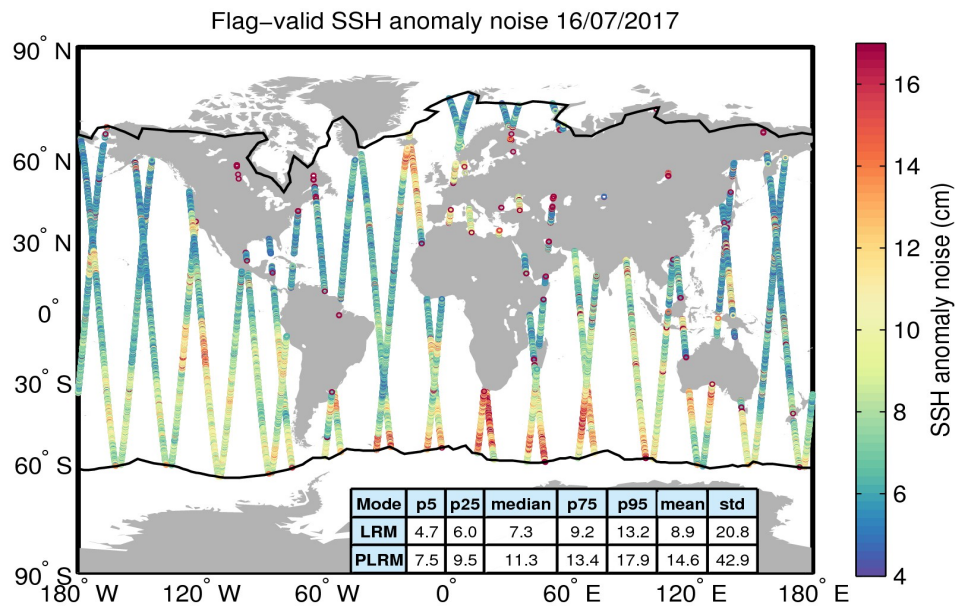 Flag−valid SSH anomaly noise 16/07/2017
90° N
60° N
30° N
0°
30° S
60° S
90° S
180° W
120° W
60° W
0°
60° E
120° E
180° E
Mode p5 p25 median p75 p95 mean std
LRM 4.7 6.0 7.3 9.2 13.2 8.9 20.8
PLRM 7.5 9.5 11.3 13.4 17.9 14.6 42.9
16
14
12
10
8
6
4
SSH anomaly noise (cm)